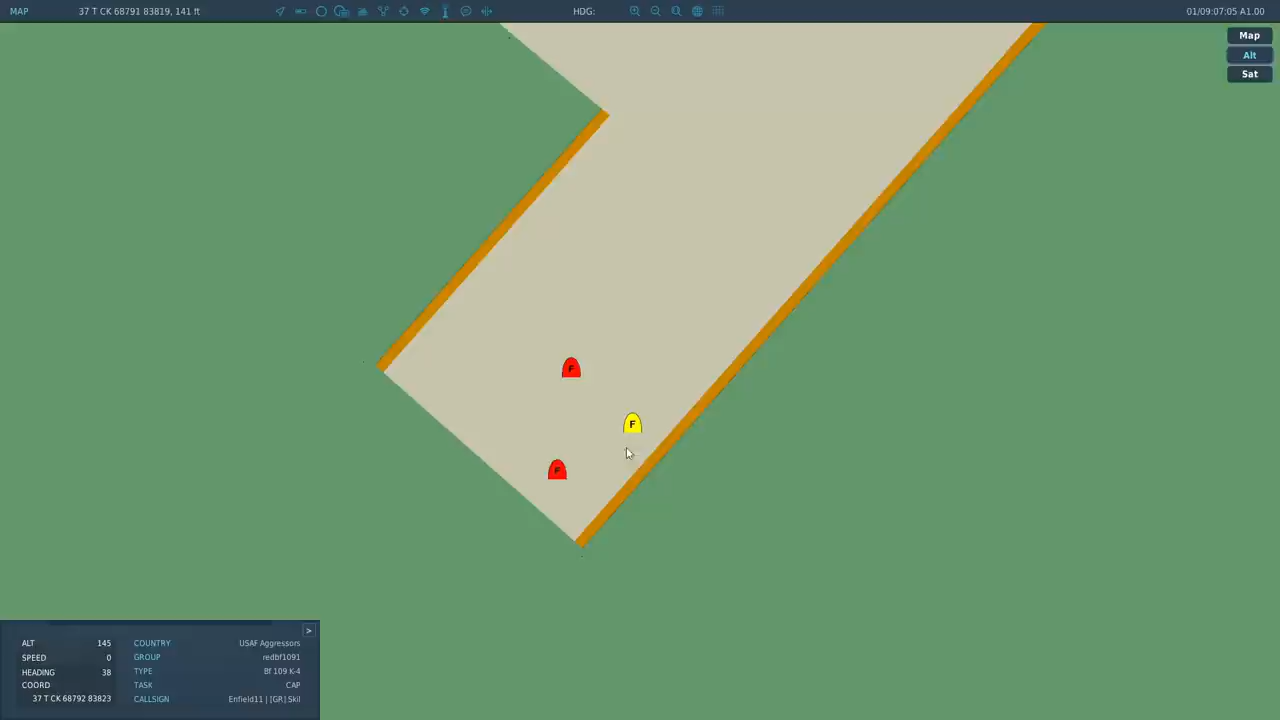 MAP 37 T CK 68791 83819, 141 ft HDG: 01/09:07:05 A1.00
Map
Alt
Sat
F
F
F
>
ALT 145 COUNTRY USAF Aggressors
SPEED 0 GROUP redbf1091
HEADING 38 TYPE Bf 109 K-4
COORD TASK CAP
37 T CK 68792 83823 CALLSIGN Enfield11 | [GR] Skil